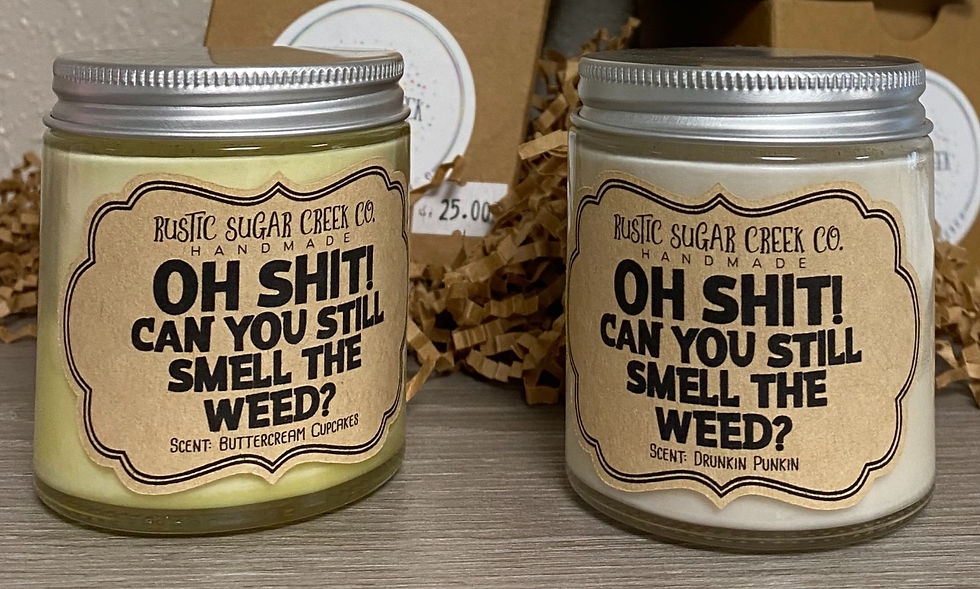 25.00
RUSTIC SUGAR CREEK CO.
HANDMADE
OH SHIT!
CAN YOU STILL
SMELL THE
WEED?
SCENT: BUTTERCREAM CUPCAKES
RUSTIC SUGAR CREEK CO.
HANDMADE
OH SHIT!
CAN YOU STILL
SMELL THE
WEED?
SCENT: DRUNKIN PUNKIN